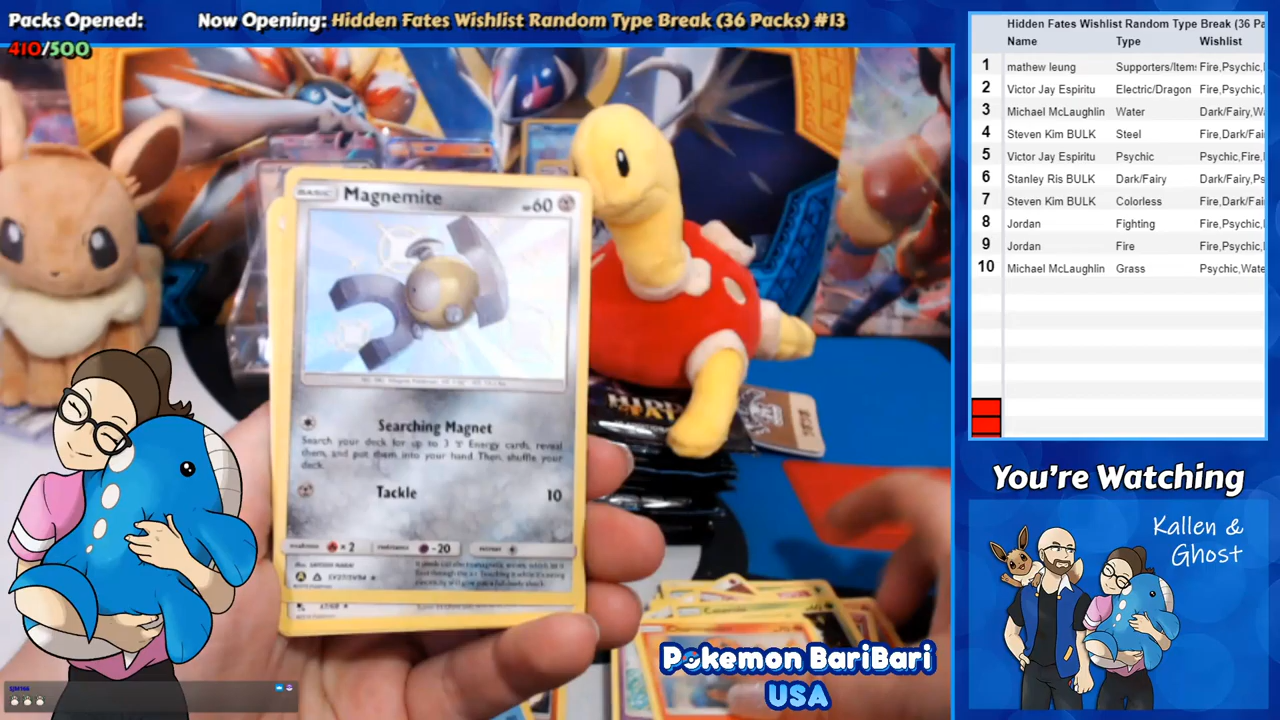 Packs Opened:
Now Opening: Hidden Fates Wishlist Random Type Break (36 Packs) #13
410/500
Hidden Fates Wishlist Random Type Break (36 Pa
Name Type Wishlist
1 mathew leung Supporters/Items Fire,Psychic,
2 Victor Jay Espiritu Electric/Dragon Fire,Psychic,
3 Michael McLaughlin Water Dark/Fairy,Wa
4 Steven Kim BULK Steel Fire,Dark/Fai
5 Victor Jay Espiritu Psychic Psychic,Fire,
6 Stanley Ris BULK Dark/Fairy Dark/Fairy,Ps
7 Steven Kim BULK Colorless Fire,Dark/Fai
8 Jordan Fighting Fire,Psychic,
9 Jordan Fire Fire,Psychic,
10 Michael McLaughlin Grass Psychic,Wate
BASIC Magnemite HP 60
Searching Magnet
Search your deck for up to 3 Energy cards, reveal
them, and put them into your hand. Then, shuffle your
deck.
Tackle 10
weakness ×2 resistance -20 retreat
SV27/SV94
You're Watching
Kallen &
Ghost
Pokemon BariBari
USA